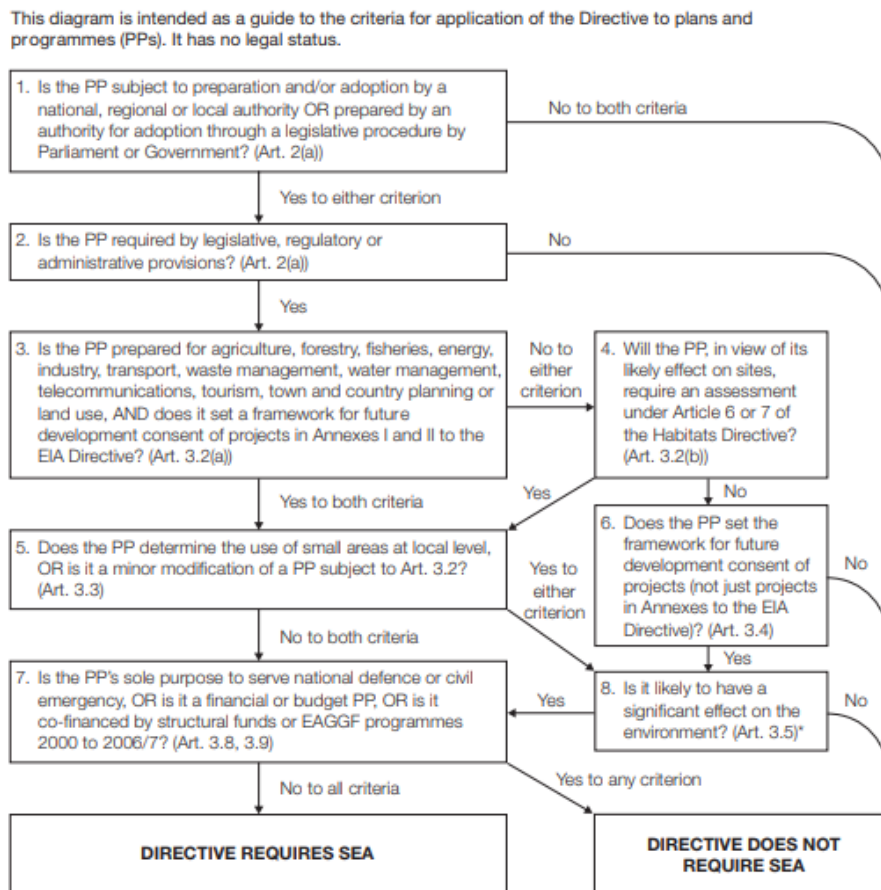 This diagram is intended as a guide to the criteria for application of the Directive to plans and
programmes (PPs). It has no legal status.
1. Is the PP subject to preparation and/or adoption by a
national, regional or local authority OR prepared by an
authority for adoption through a legislative procedure by
Parliament or Government? (Art. 2(a))
No to both criteria
Yes to either criterion
2. Is the PP required by legislative, regulatory or
administrative provisions? (Art. 2(a))
No
Yes
3. Is the PP prepared for agriculture, forestry, fisheries, energy,
industry, transport, waste management, water management,
telecommunications, tourism, town and country planning or
land use, AND does it set a framework for future
development consent of projects in Annexes I and II to the
EIA Directive? (Art. 3.2(a))
No to
either
criterion
4. Will the PP, in view of its
likely effect on sites,
require an assessment
under Article 6 or 7 of
the Habitats Directive?
(Art. 3.2(b))
Yes to both criteria
Yes
No
5. Does the PP determine the use of small areas at local level,
OR is it a minor modification of a PP subject to Art. 3.2?
(Art. 3.3)
Yes to
either
criterion
6. Does the PP set the
framework for future
development consent of
projects (not just projects
in Annexes to the EIA
Directive)? (Art. 3.4)
No
No to both criteria
Yes
7. Is the PP's sole purpose to serve national defence or civil
emergency, OR is it a financial or budget PP, OR is it
co-financed by structural funds or EAGGF programmes
2000 to 2006/7? (Art. 3.8, 3.9)
Yes
8. Is it likely to have a
significant effect on the
environment? (Art. 3.5)*
No
No to all criteria
Yes to any criterion
DIRECTIVE REQUIRES SEA
DIRECTIVE DOES NOT
REQUIRE SEA